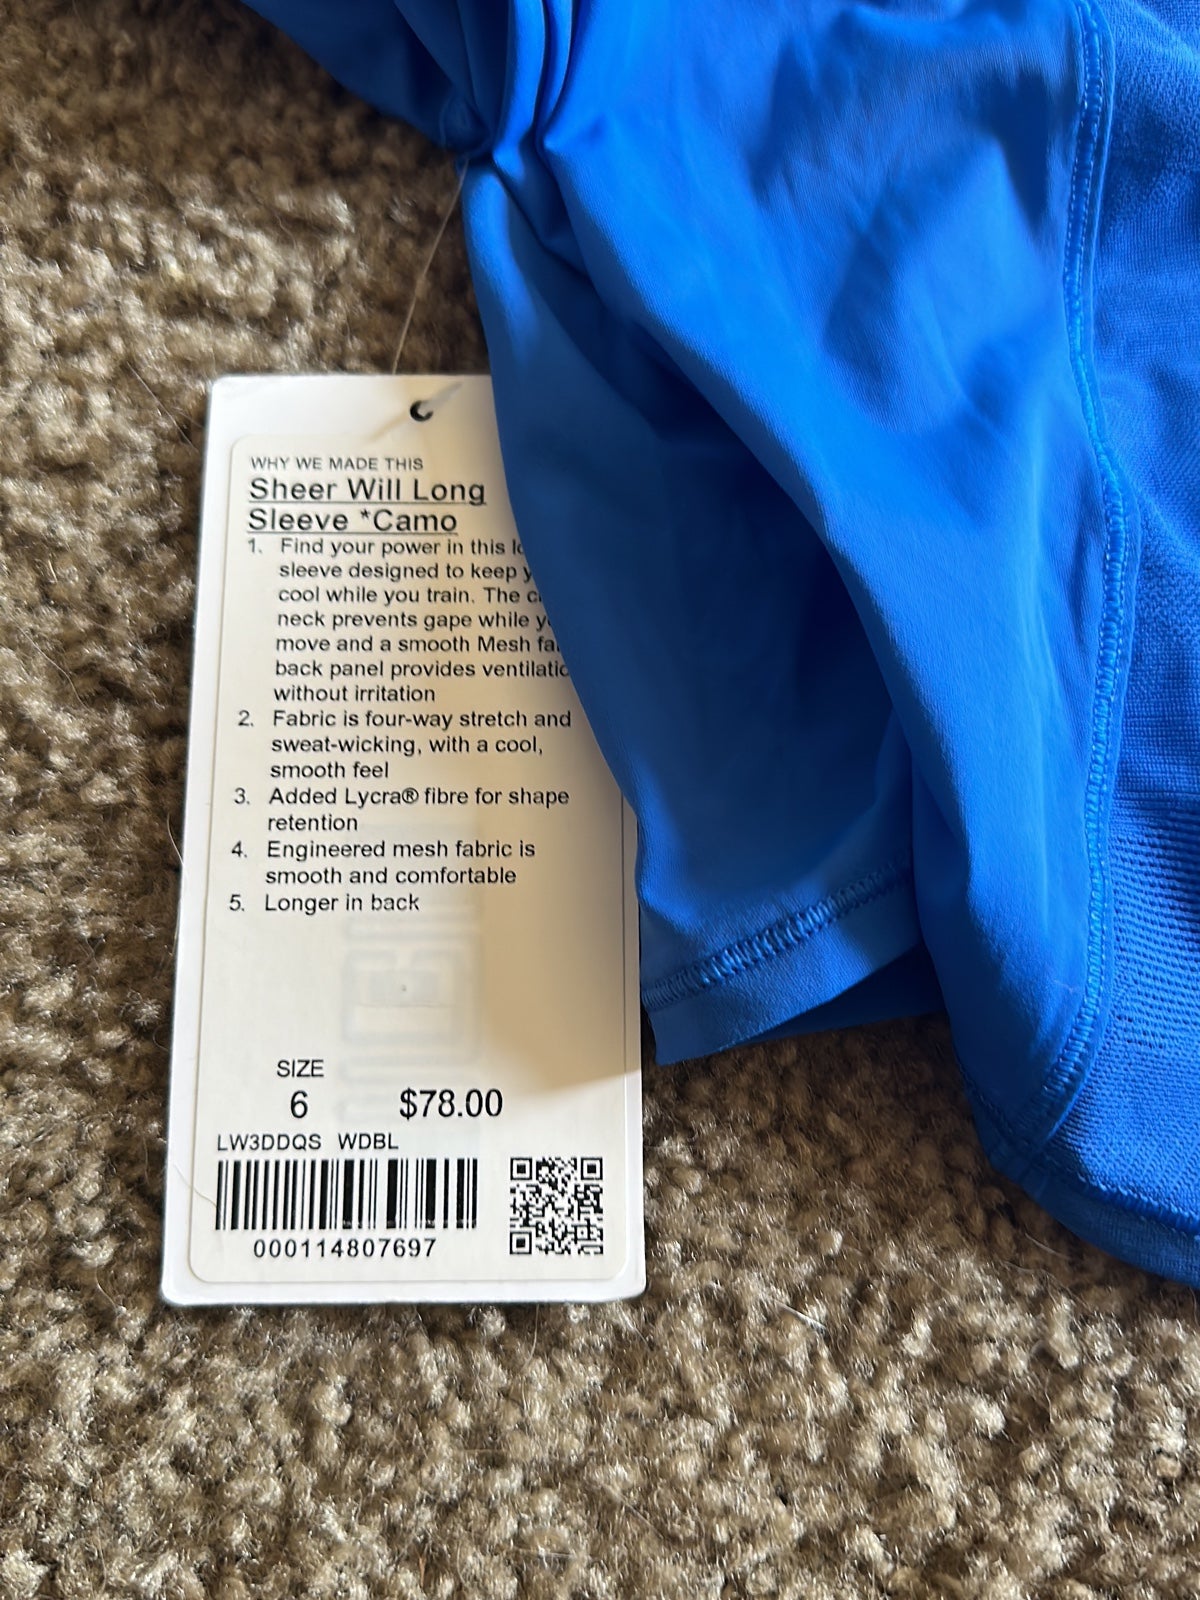 WHY WE MADE THIS
Sheer Will Long
Sleeve *Camo
1. Find your power in this
sleeve designed to keep
cool while you train. The
neck prevents gape while
move and a smooth Mesh
back panel provides
without irritation
2. Fabric is four-way stretch and
sweat-wicking, with a cool,
smooth feel
3. Added Lycra® fibre for shape
retention
4. Engineered mesh fabric is
smooth and comfortable
5. Longer in back
SIZE
6 $78.00
LW3DDQS WDBL
000114807697